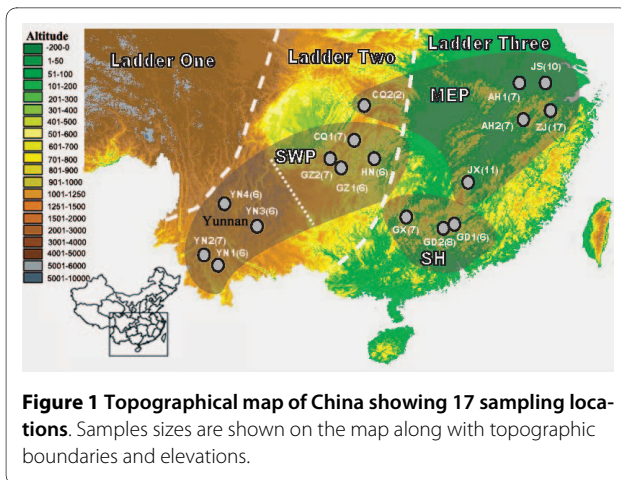 Altitude
-200-0
1-50
51-100
101-200
201-300
301-400
401-500
501-600
601-700
701-800
801-900
901-1000
1001-1250
1251-1500
1501-2000
2001-3000
3001-4000
4001-5000
5001-6000
5001-10000
Ladder One
Ladder Two
Ladder Three
MEP
JS(10)
AH1(7)
CQ2(2)
AH2(7)
ZJ(17)
CQ1(7)
SWP
GZ2(7)
HN(6)
GZ1(6)
JX(11)
YN4(6)
YN3(6)
Yunnan
GX(7)
GD2(8)
GD1(6)
SH
YN2(7)
YN1(6)
Figure 1 Topographical map of China showing 17 sampling loca-
tions. Samples sizes are shown on the map along with topographic
boundaries and elevations.